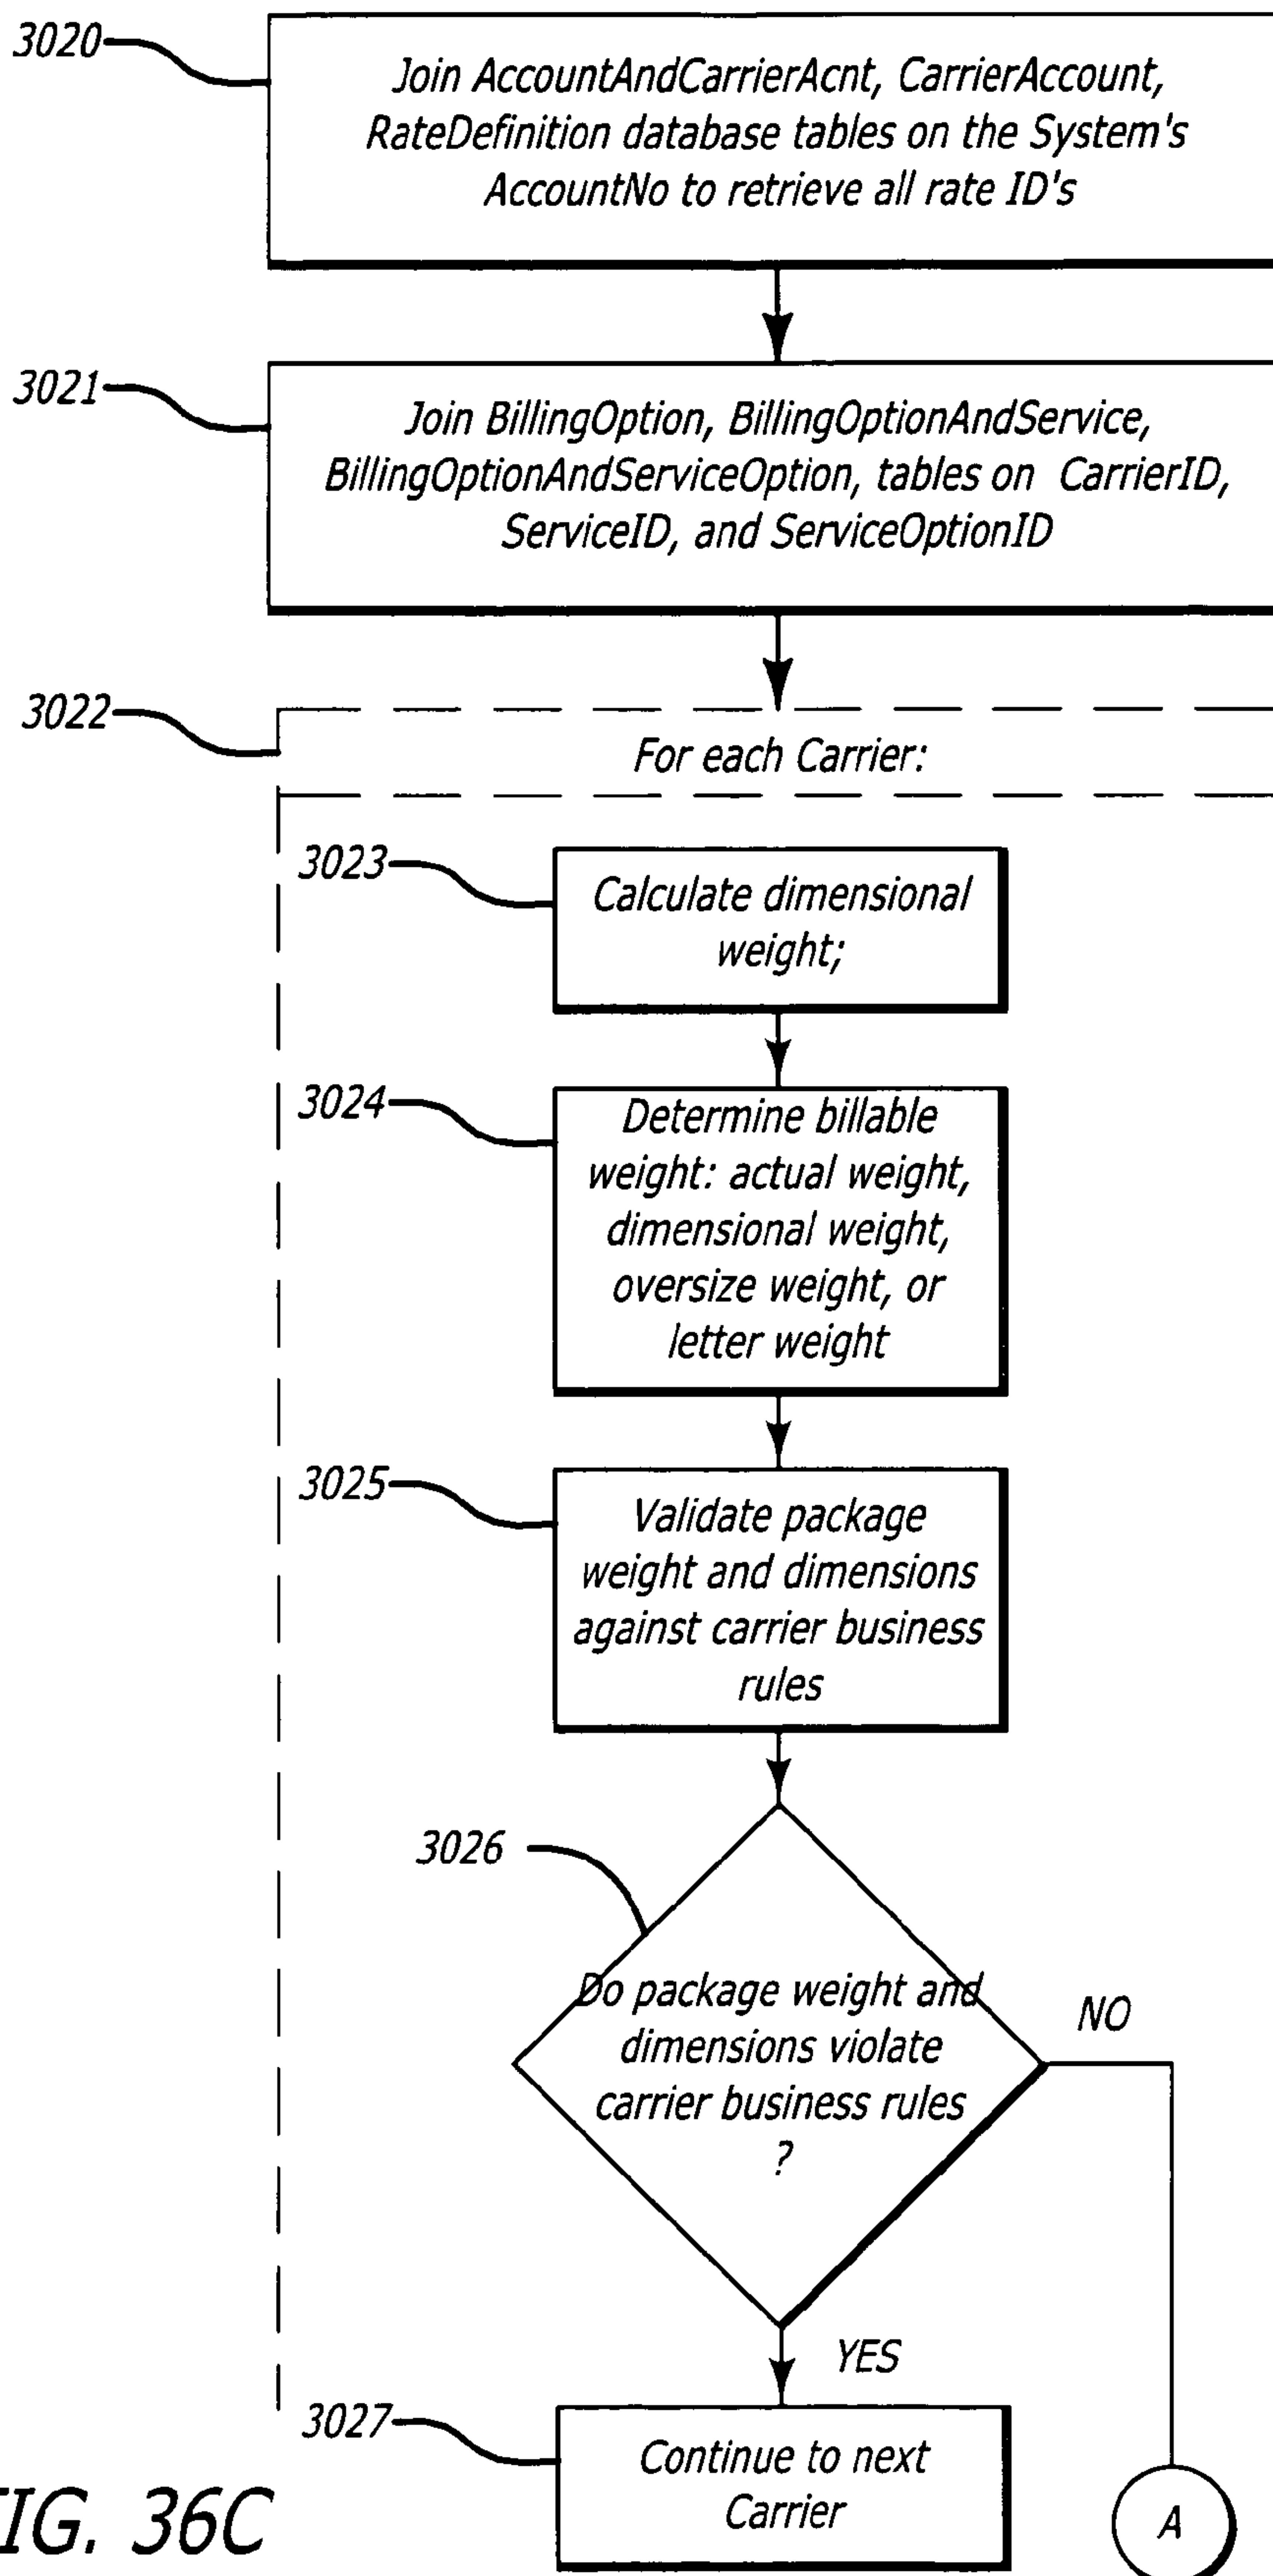 3020
Join AccountAndCarrierAcnt, CarrierAccount,
RateDefinition database tables on the System's
AccountNo to retrieve all rate ID's
3021
Join BillingOption, BillingOptionAndService,
BillingOptionAndServiceOption, tables on CarrierID,
ServiceID, and ServiceOptionID
3022
For each Carrier:
3023
Calculate dimensional
weight;
3024
Determine billable
weight: actual weight,
dimensional weight,
oversize weight, or
letter weight
3025
Validate package
weight and dimensions
against carrier business
rules
3026
Do package weight and
dimensions violate
carrier business rules
?
NO
YES
3027
Continue to next
Carrier
A
IG. 36C